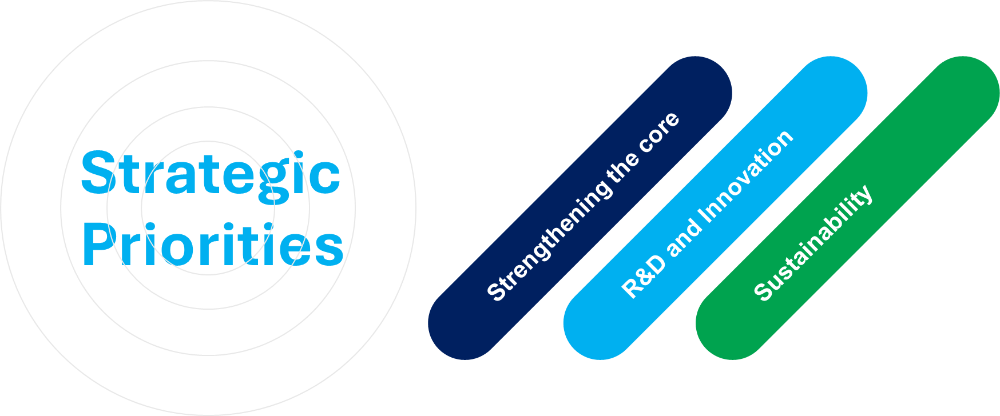 Strategic
Priorities
Strengthening the core
R&D and Innovation
Sustainability